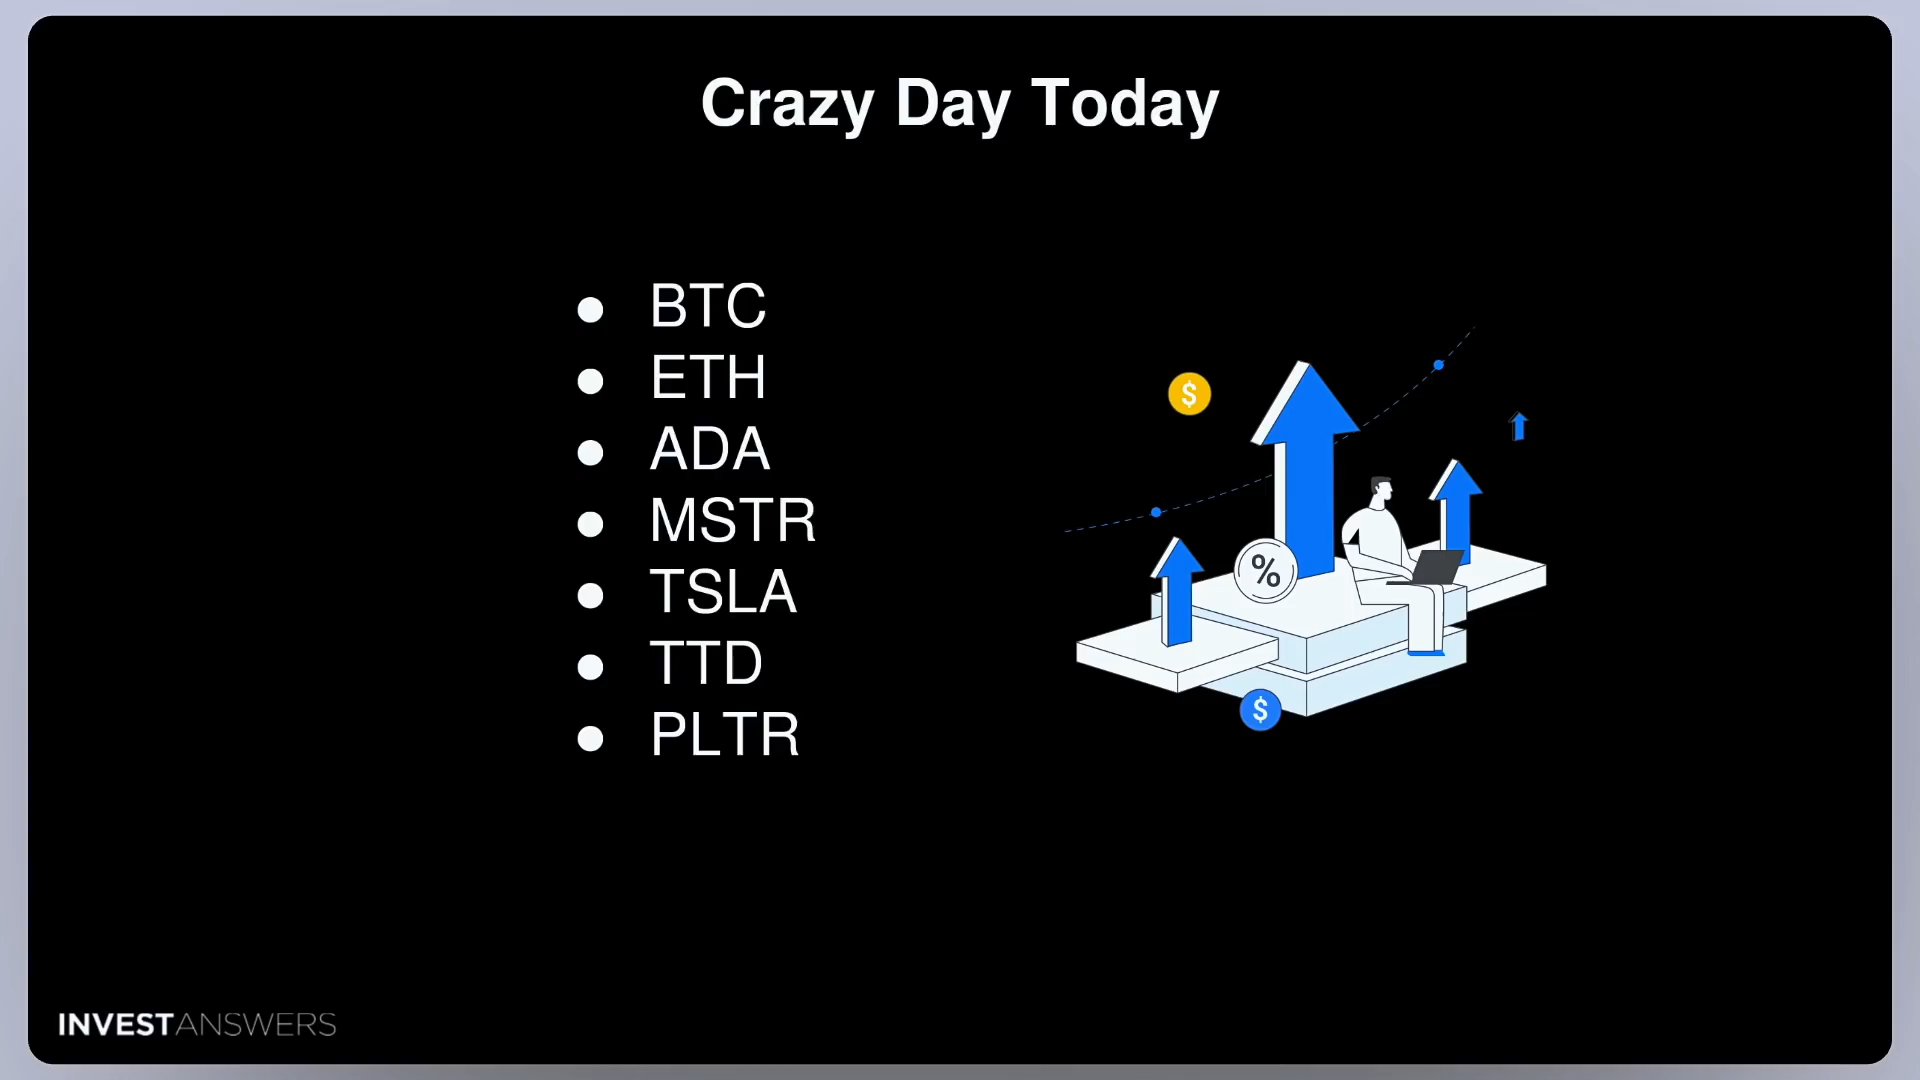 Crazy Day Today
● BTC
● ETH
● ADA
● MSTR
● TSLA
● TTD
● PLTR
$
%
$
INVESTANSWERS